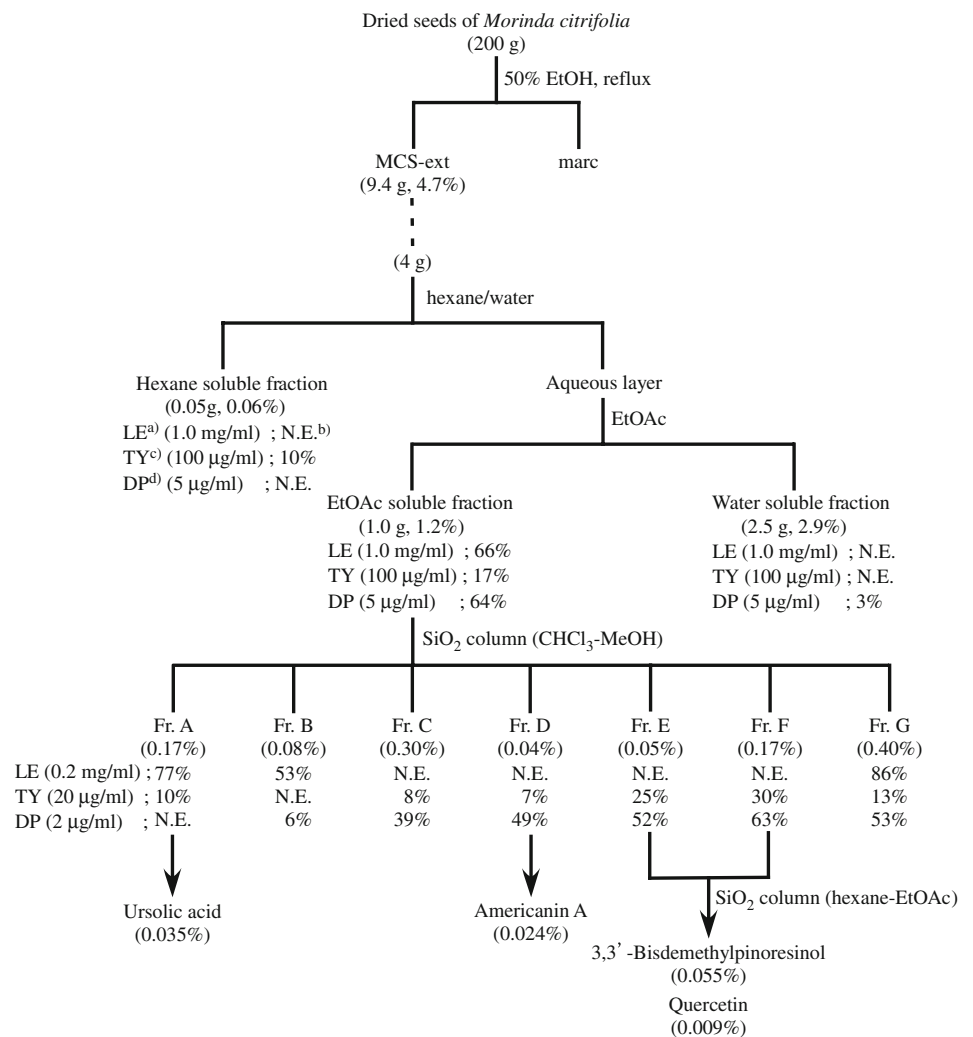 Dried seeds of Morinda citrifolia
(200 g)
50% EtOH, reflux
MCS-ext
(9.4 g, 4.7%)
marc
(4 g)
hexane/water
Hexane soluble fraction
(0.05g, 0.06%)
LEa) (1.0 mg/ml) ; N.E.b)
TYc) (100 μg/ml) ; 10%
DPd) (5 μg/ml) ; N.E.
Aqueous layer
EtOAc
EtOAc soluble fraction
(1.0 g, 1.2%)
LE (1.0 mg/ml) ; 66%
TY (100 μg/ml) ; 17%
DP (5 μg/ml) ; 64%
Water soluble fraction
(2.5 g, 2.9%)
LE (1.0 mg/ml) ; N.E.
TY (100 μg/ml) ; N.E.
DP (5 μg/ml) ; 3%
SiO2 column (CHCl3-MeOH)
Fr. A Fr. B Fr. C Fr. D Fr. E Fr. F Fr. G
(0.17%) (0.08%) (0.30%) (0.04%) (0.05%) (0.17%) (0.40%)
LE (0.2 mg/ml) ; 77% 53% N.E. N.E. N.E. N.E. 86%
TY (20 μg/ml) ; 10% N.E. 8% 7% 25% 30% 13%
DP (2 μg/ml) ; N.E. 6% 39% 49% 52% 63% 53%
Ursolic acid
(0.035%)
Americanin A
(0.024%)
SiO2 column (hexane-EtOAc)
3,3' -Bisdemethylpinoresinol
(0.055%)
Quercetin
(0.009%)